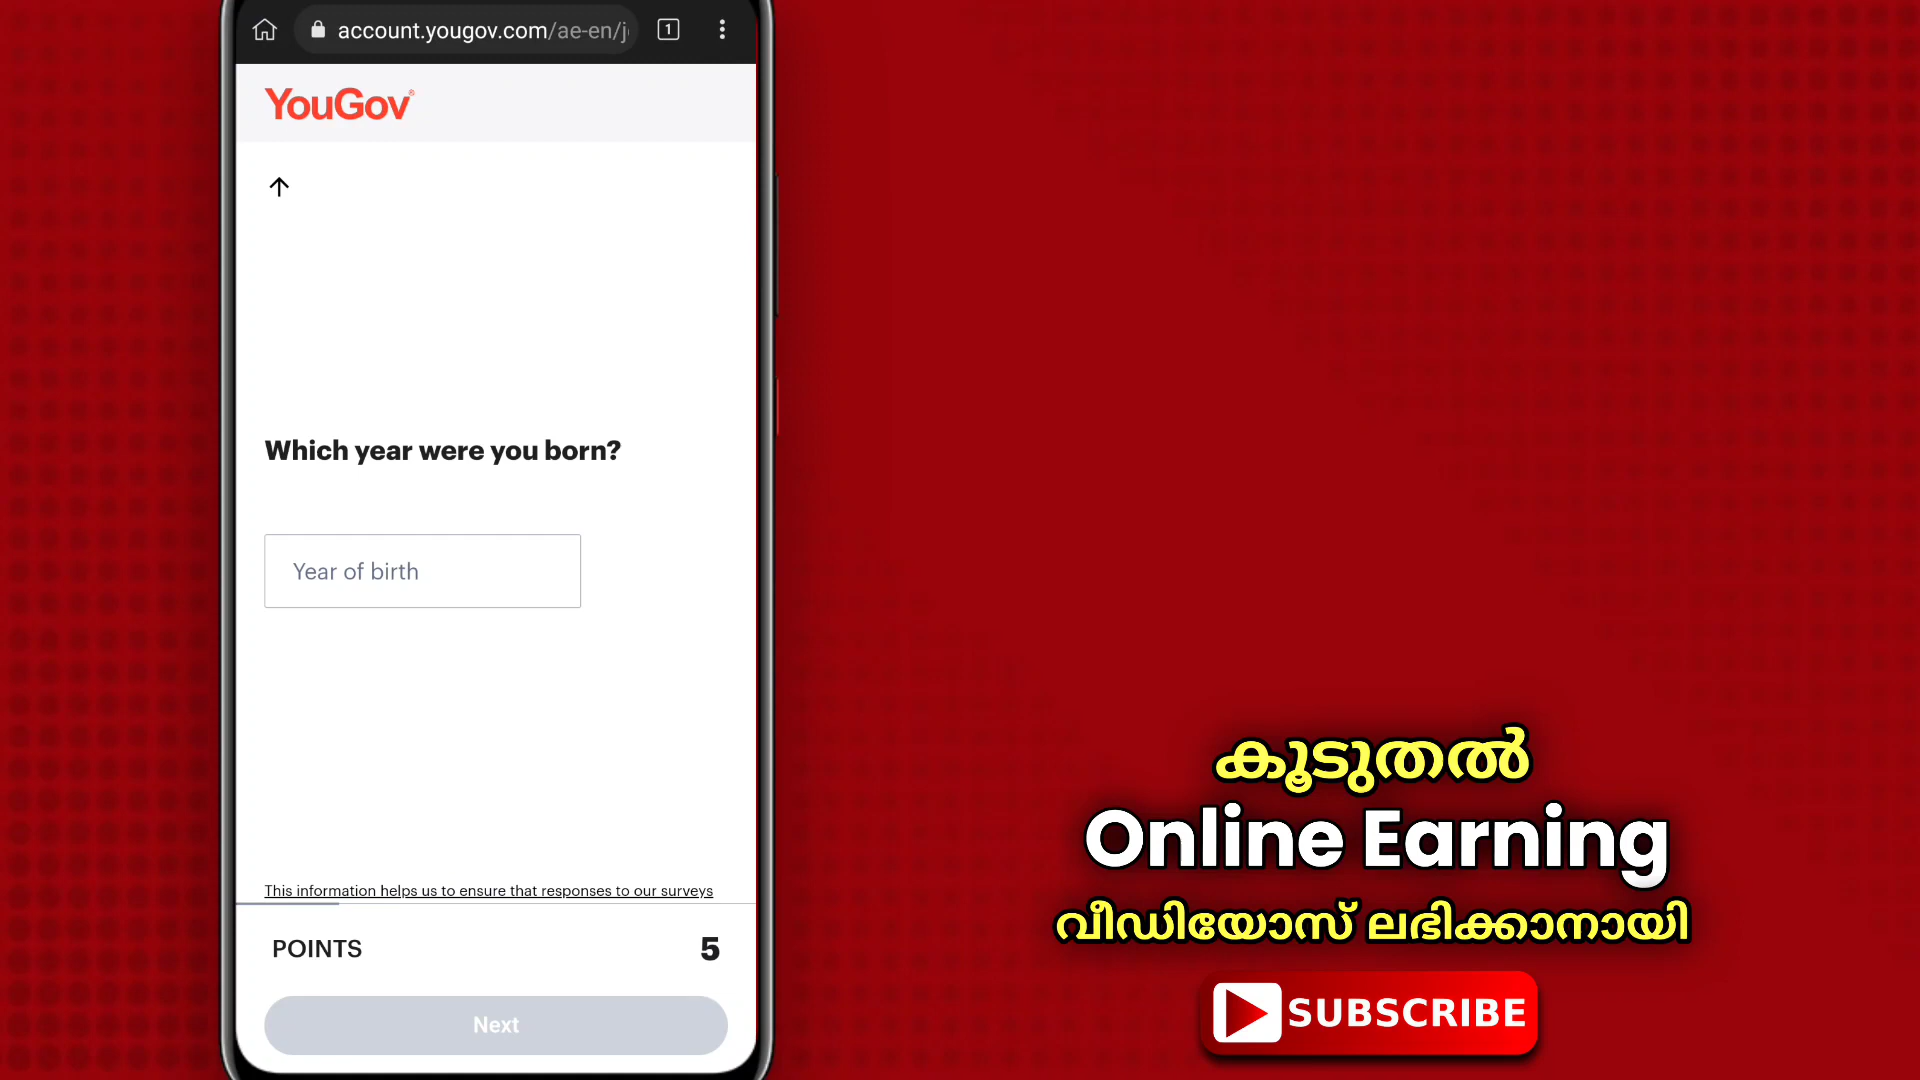 account.yougov.com/ae-en/j
1
YouGov®
Which year were you born?
Year of birth
This information helps us to ensure that responses to our surveys
POINTS 5
Next
കൂടുതൽ
Online Earning
വീഡിയോസ് ലഭിക്കാനായി
SUBSCRIBE